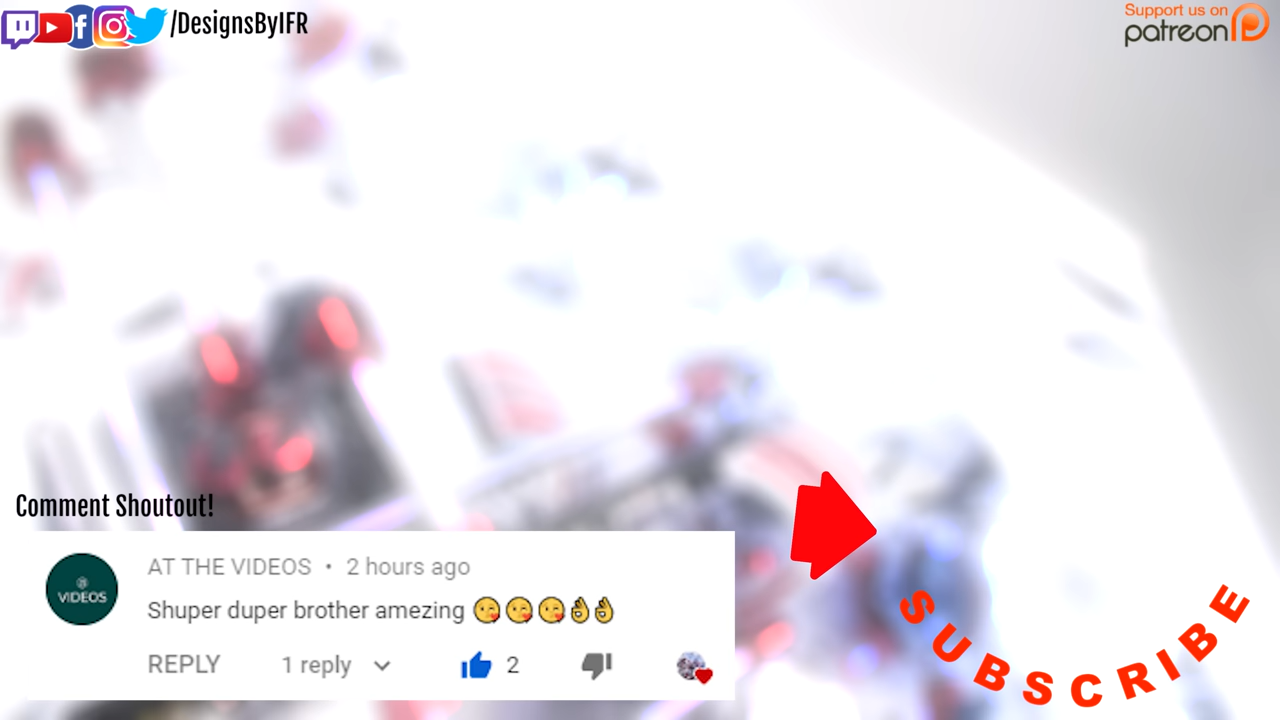 /DesignsByIFR
Support us on
patreon
Comment Shoutout!
AT THE VIDEOS • 2 hours ago
@
VIDEOS
Shuper duper brother amezing 😋😋😋👌👌
REPLY 1 reply 2
SUBSCRIBE